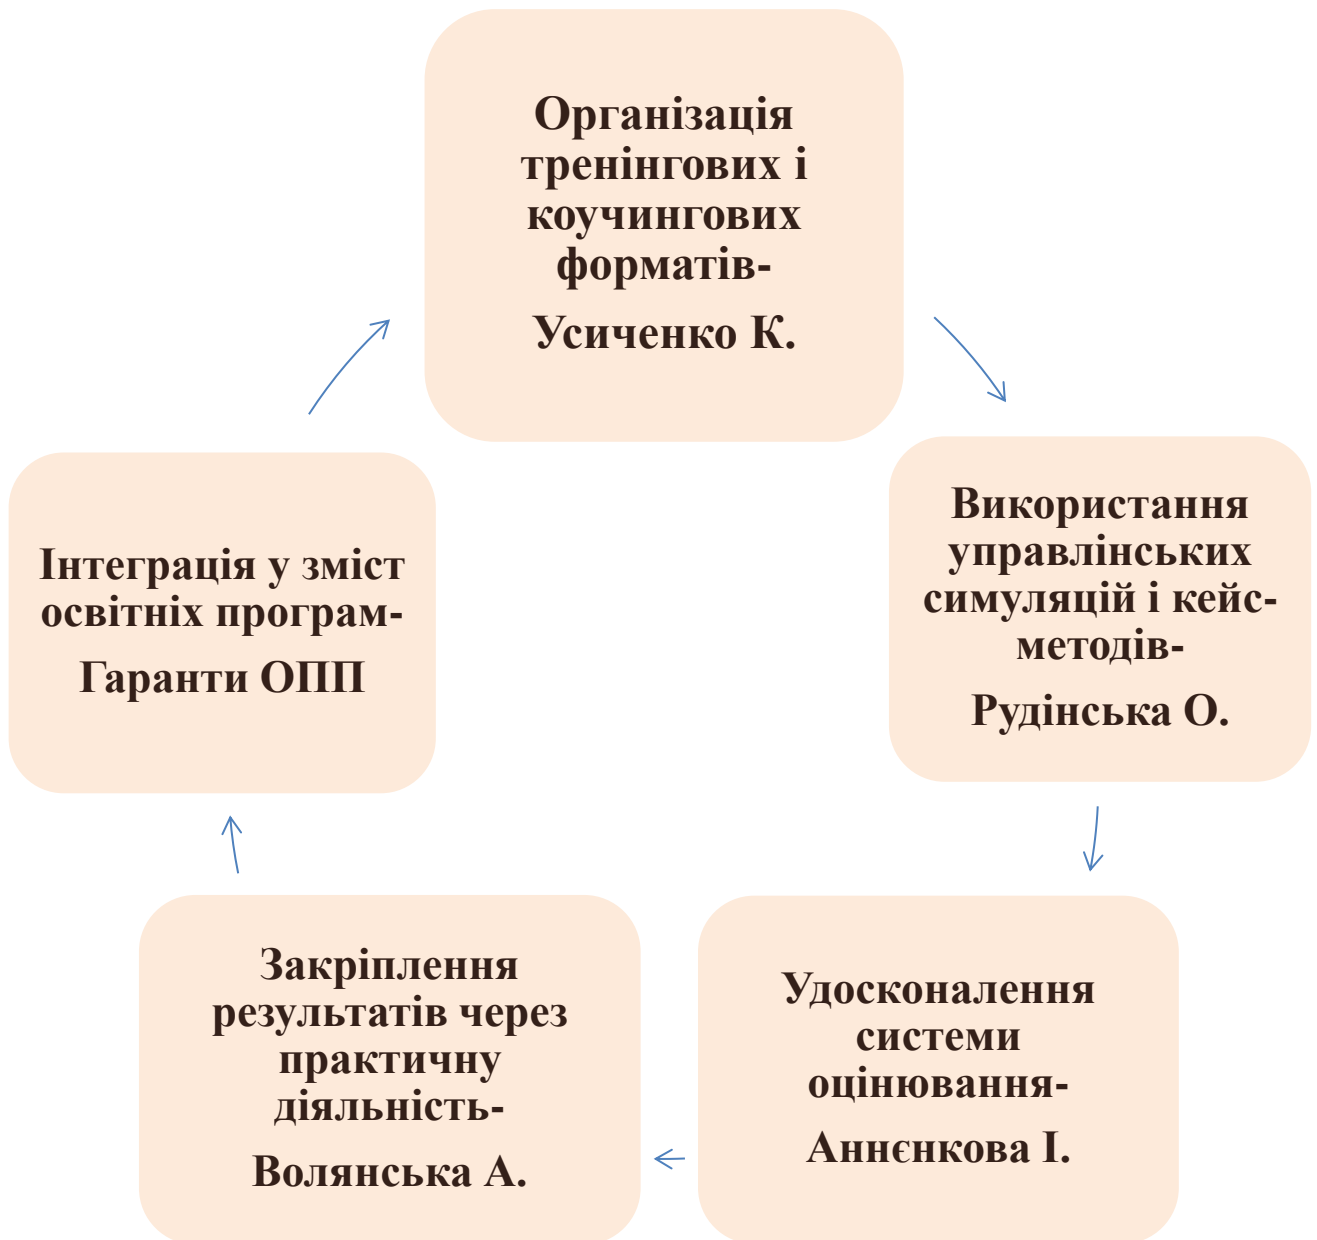 Організація
тренінгових і
коучингових
форматів-
Усиченко К.
Використання
управлінських
симуляцій і кейс-
методів-
Рудінська О.
Удосконалення
системи
оцінювання-
Аннєнкова І.
Закріплення
результатів через
практичну
діяльність-
Волянська А.
Інтеграція у зміст
освітніх програм-
Гаранти ОПП